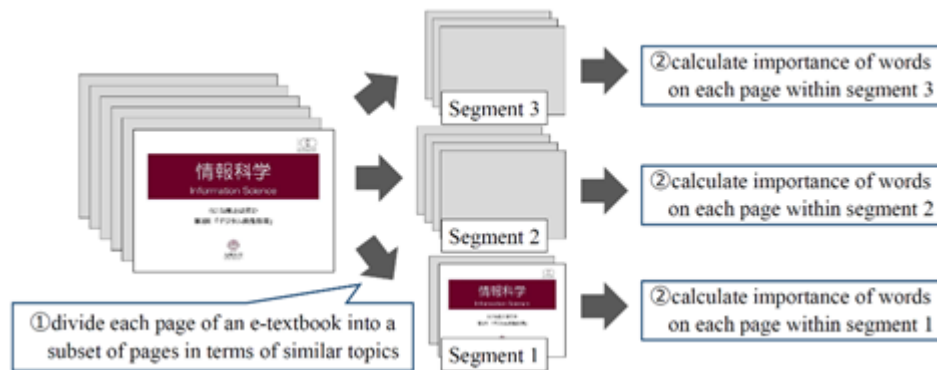 Segment 3
②calculate importance of words
on each page within segment 3
情報科学
Information Science
Segment 2
②calculate importance of words
on each page within segment 2
情報科学
Information Science
Segment 1
②calculate importance of words
on each page within segment 1
①divide each page of an e-textbook into a
subset of pages in terms of similar topics